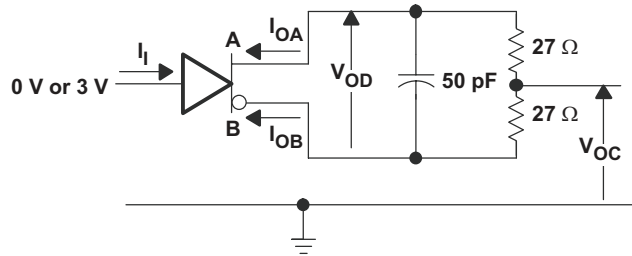 A
I_OA
I_I
0 V or 3 V
B
I_OB
V_OD
50 pF
27 Ω
27 Ω
V_OC